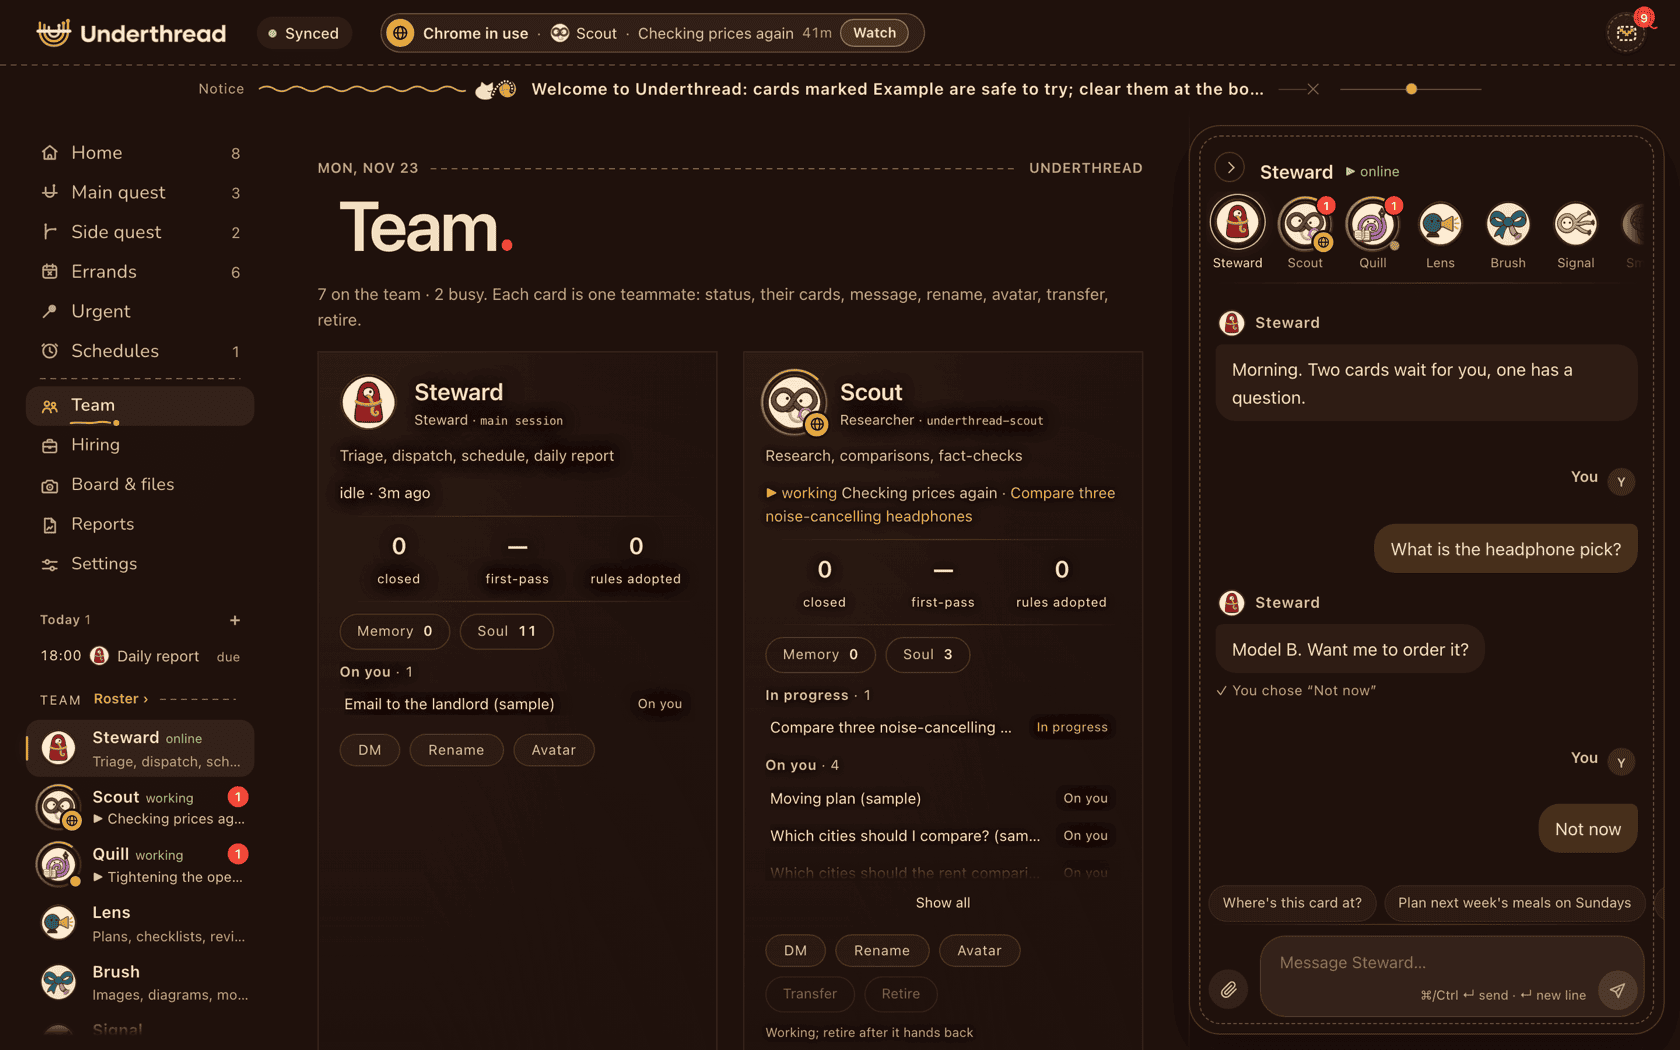 Underthread
Synced
Chrome in use · Scout · Checking prices again 41m Watch
9
Notice
Welcome to Underthread: cards marked Example are safe to try; clear them at the bo…
Home 8
Main quest 3
Side quest 2
Errands 6
Urgent
Schedules 1
Team
Hiring
Board & files
Reports
Settings
Today 1 +
18:00 Daily report due
TEAM Roster ›
Steward online
Triage, dispatch, sch…
Scout working 1
▶ Checking prices ag…
Quill working 1
▶ Tightening the ope…
Lens
Plans, checklists, revi…
Brush
Images, diagrams, mo…
Signal
MON, NOV 23 UNDERTHREAD
Team.
7 on the team · 2 busy. Each card is one teammate: status, their cards, message, rename, avatar, transfer,
retire.
Steward
Steward · main session
Triage, dispatch, schedule, daily report
idle · 3m ago
0 — 0
closed first-pass rules adopted
Memory 0 Soul 11
On you · 1
Email to the landlord (sample) On you
DM Rename Avatar
Scout
Researcher · underthread-scout
Research, comparisons, fact-checks
▶ working Checking prices again · Compare three
noise-cancelling headphones
0 — 0
closed first-pass rules adopted
Memory 0 Soul 3
In progress · 1
Compare three noise-cancelling … In progress
On you · 4
Moving plan (sample) On you
Which cities should I compare? (sam… On you
Which cities should the rent compari… On you
Show all
DM Rename Avatar
Transfer Retire
Working; retire after it hands back
Steward ▶ online
1 1
Steward Scout Quill Lens Brush Signal Sm
Steward
Morning. Two cards wait for you, one has a
question.
You Y
What is the headphone pick?
Steward
Model B. Want me to order it?
✓ You chose “Not now”
You Y
Not now
Where's this card at? Plan next week's meals on Sundays
Message Steward…
⌘/Ctrl ↵ send · ↵ new line